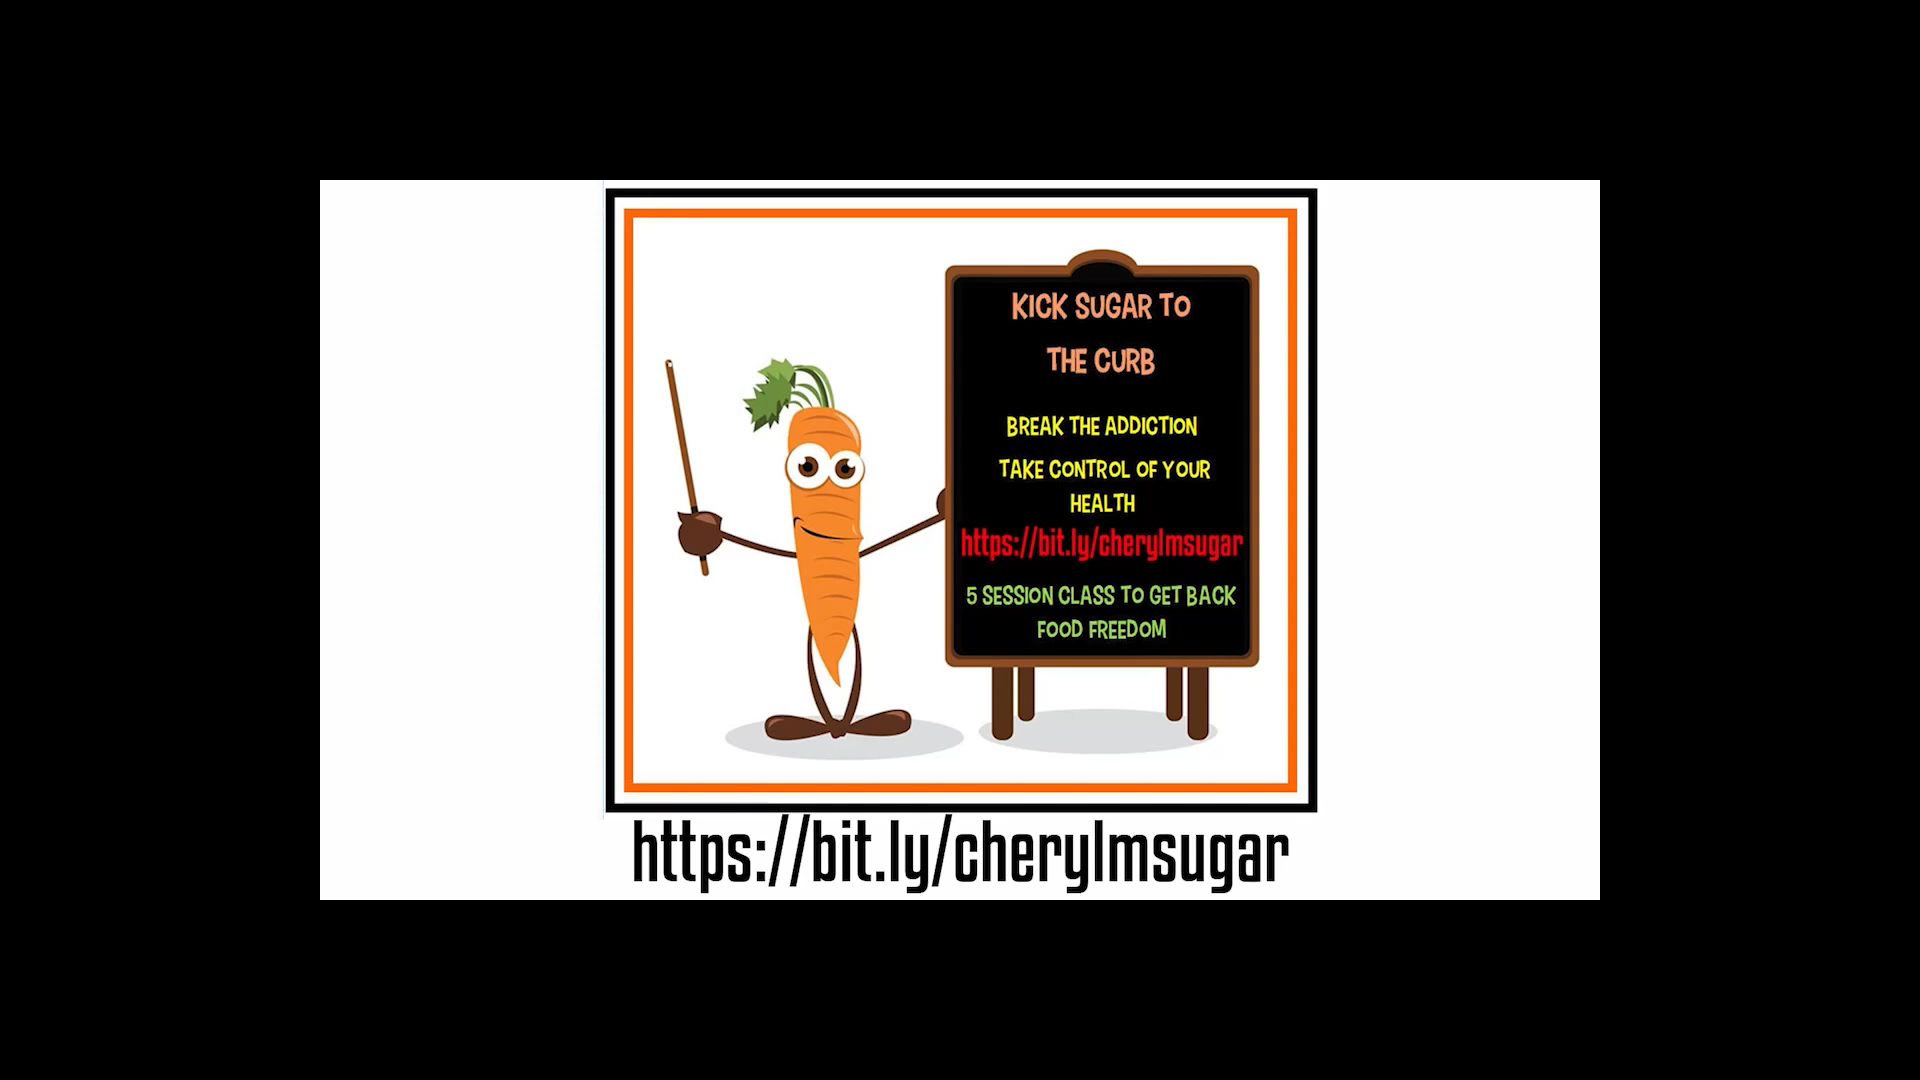 KICK SUGAR TO
THE CURB
BREAK THE ADDICTION
TAKE CONTROL OF YOUR
HEALTH
https://bit.ly/cherylmsugar
5 SESSION CLASS TO GET BACK
FOOD FREEDOM
https://bit.ly/cherylmsugar